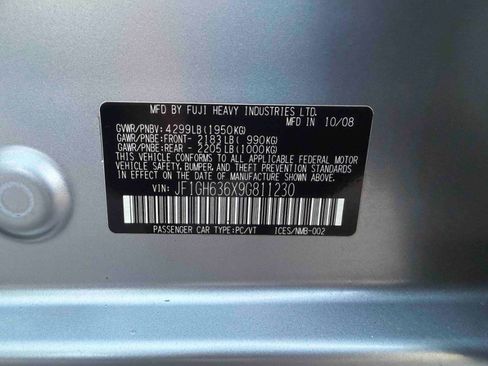 MFD BY FUJI HEAVY INDUSTRIES LTD.
MFD IN 10/08
GVWR/PNBV: 4299LB(1950KG)
GAWR/PNBE:FRONT- 2183LB( 990KG)
GAWR/PNBE:REAR - 2205LB(1000KG)
THIS VEHICLE CONFORMS TO ALL APPLICABLE FEDERAL MOTOR
VEHICLE SAFETY,BUMPER, AND THEFT PREVENTION STANDARDS
IN EFFECT ON THE DATE OF MANUFACTURE SHOWN ABOVE.
VIN: JF1GH636X9G811230
PASSENGER CAR TYPE:PC/VT ICES/NMB-002